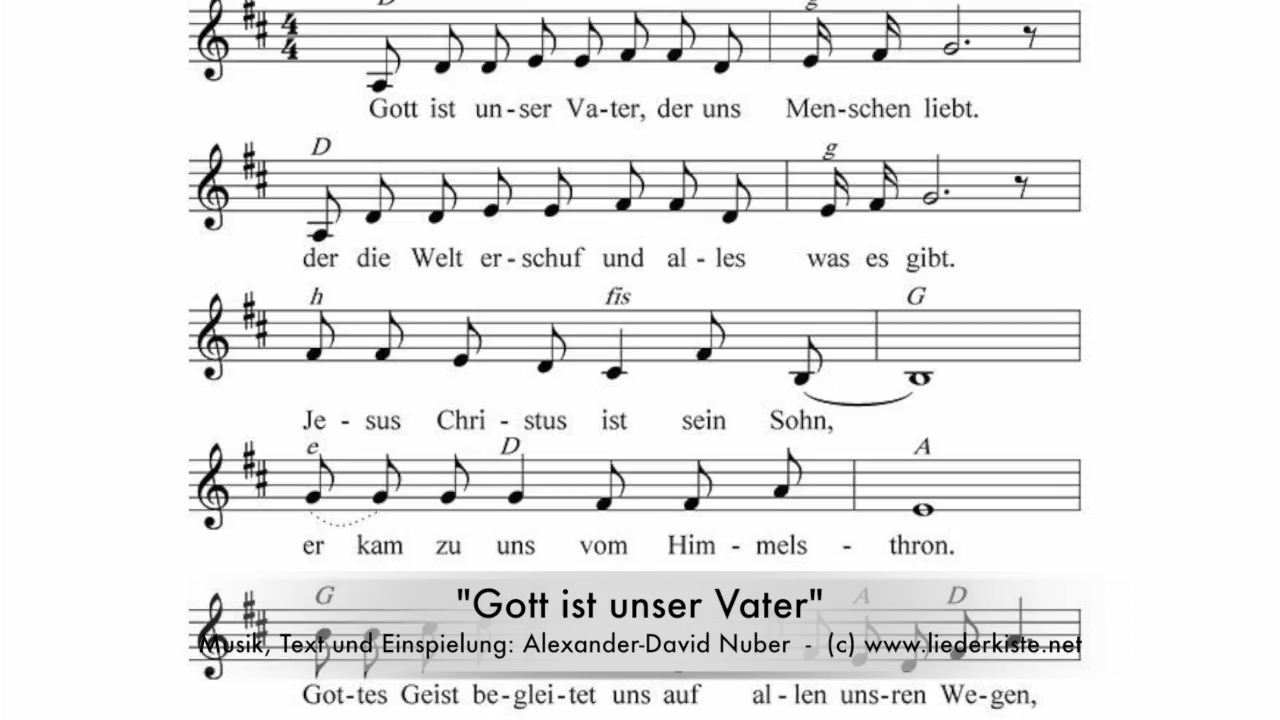 D g
4
4
Gott ist un-ser Va-ter, der uns Men-schen liebt.
D g
der die Welt er-schuf und al-les was es gibt.
h fis G
Je-sus Chri-stus ist sein Sohn,
e D A
er kam zu uns vom Him-mels-thron.
G A D
"Gott ist unser Vater"
Musik, Text und Einspielung: Alexander-David Nuber - (c) www.liederkiste.net
Got-tes Geist be-glei-tet uns auf al-len uns-ren We-gen,